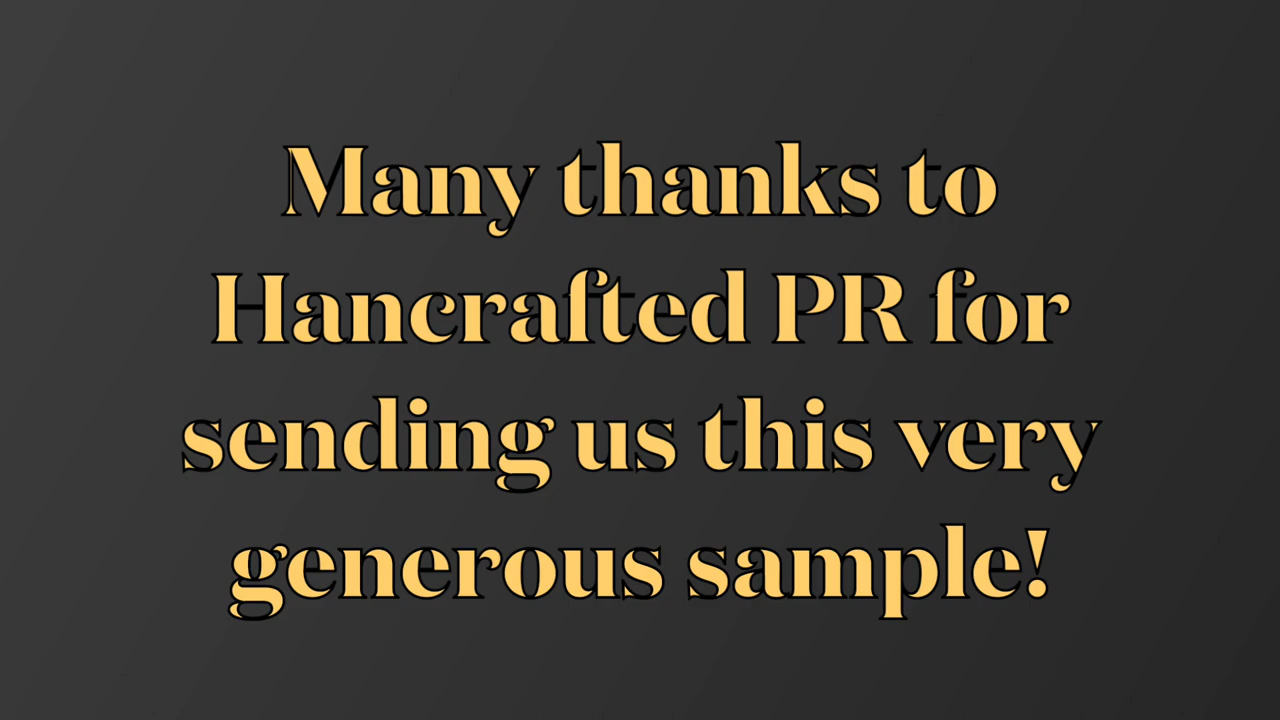 Many thanks to
Hancrafted PR for
sending us this very
generous sample!